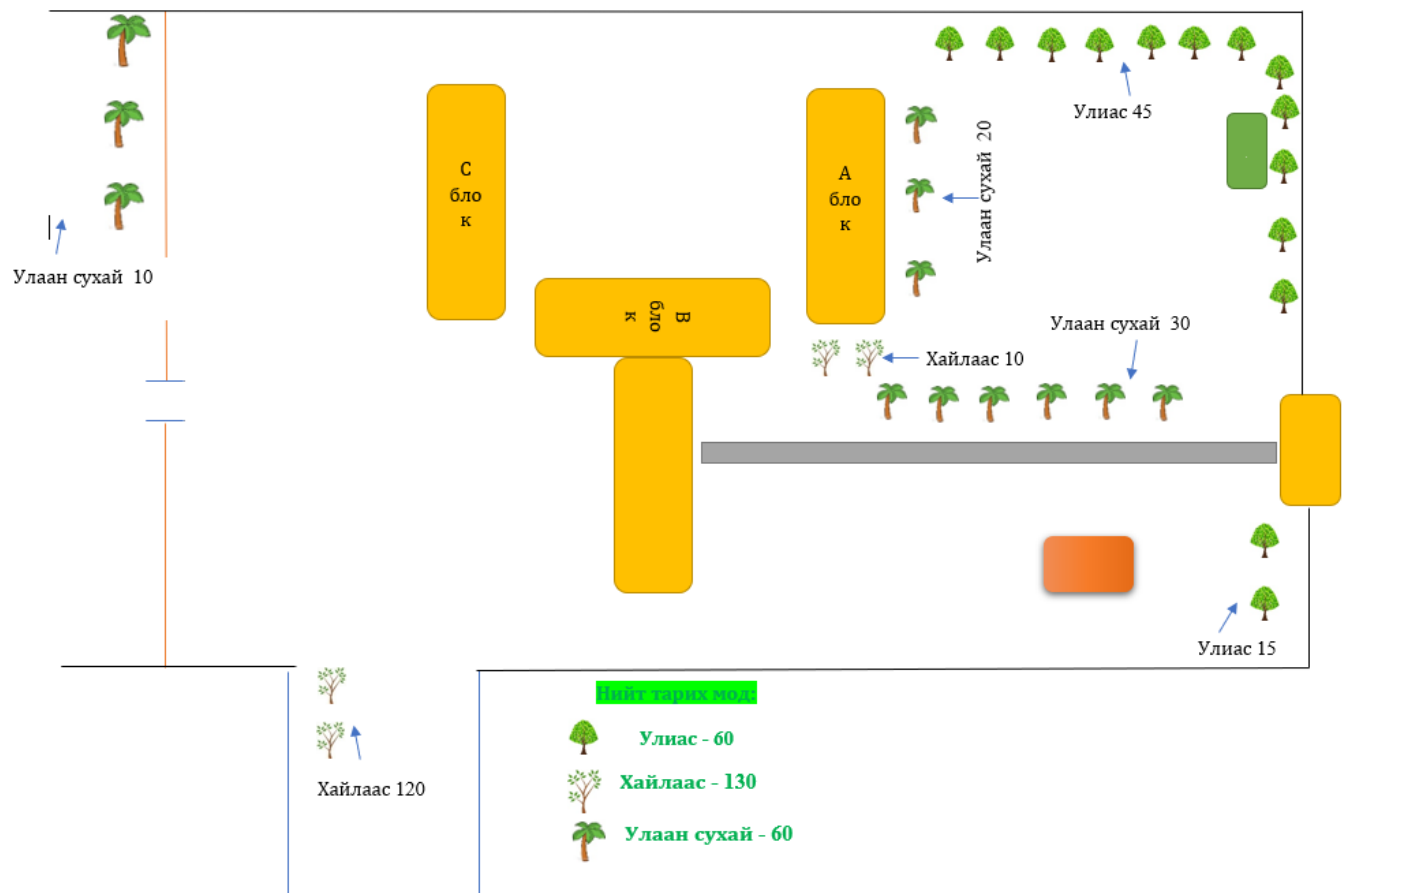 Улиас 45
С
бло
к
А
бло
к
Улаан сухай  20
Улаан сухай  10
В
бло
к
Улаан сухай  30
Хайлаас 10
Улиас 15
Нийт тарих мод:
Улиас - 60
Хайлаас - 130
Хайлаас 120
Улаан сухай - 60